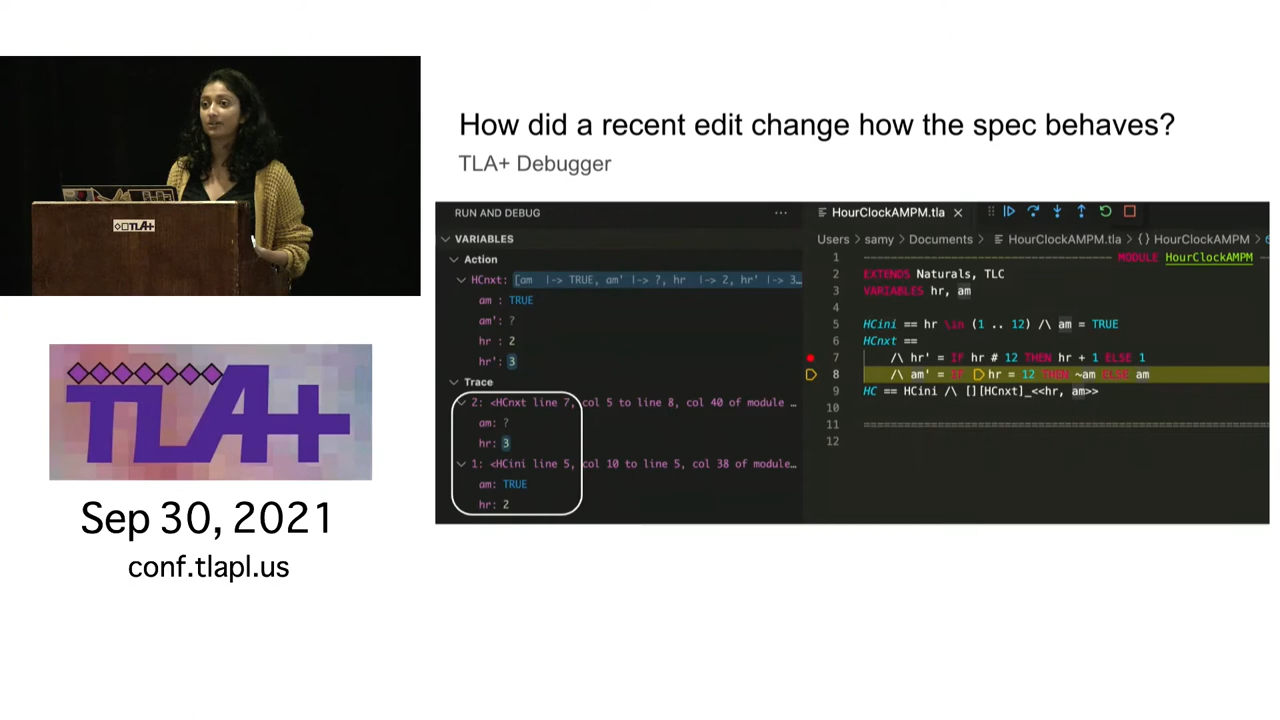 TLA+
TLA+
Sep 30, 2021
conf.tlapl.us
How did a recent edit change how the spec behaves?
TLA+ Debugger
RUN AND DEBUG
VARIABLES
Action
HCnxt: [am |-> TRUE, am' |-> ?, hr |-> 2, hr' |-> 3...
am : TRUE
am': ?
hr : 2
hr': 3
Trace
2: <HCnxt line 7, col 5 to line 8, col 40 of module …
am: ?
hr: 3
1: <HCini line 5, col 10 to line 5, col 38 of module…
am: TRUE
hr: 2
HourClockAMPM.tla
Users > samy > Documents > HourClockAMPM.tla > {} HourClockAMPM >
1 ---------------------------- MODULE HourClockAMPM --
2 EXTENDS Naturals, TLC
3 VARIABLES hr, am
4
5 HCini == hr \in (1 .. 12) /\ am = TRUE
6 HCnxt ==
7 /\ hr' = IF hr # 12 THEN hr + 1 ELSE 1
8 /\ am' = IF hr = 12 THEN ~am ELSE am
9 HC == HCini /\ [][HCnxt]_<<hr, am>>
10
11 ============================================================
12